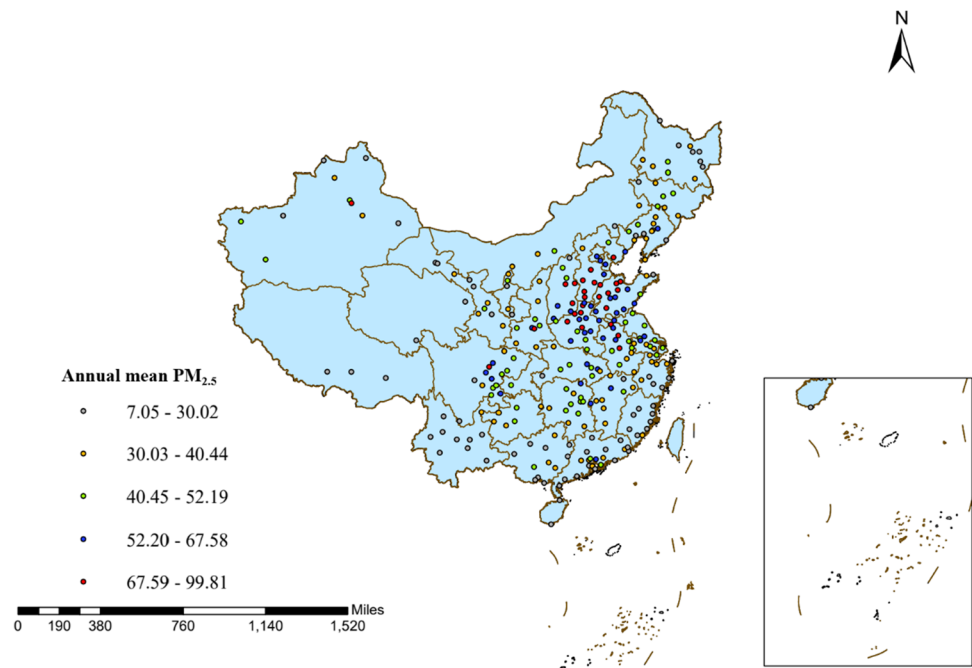 N
Annual mean PM2.5
7.05 - 30.02
30.03 - 40.44
40.45 - 52.19
52.20 - 67.58
67.59 - 99.81
Miles
0 190 380 760 1,140 1,520